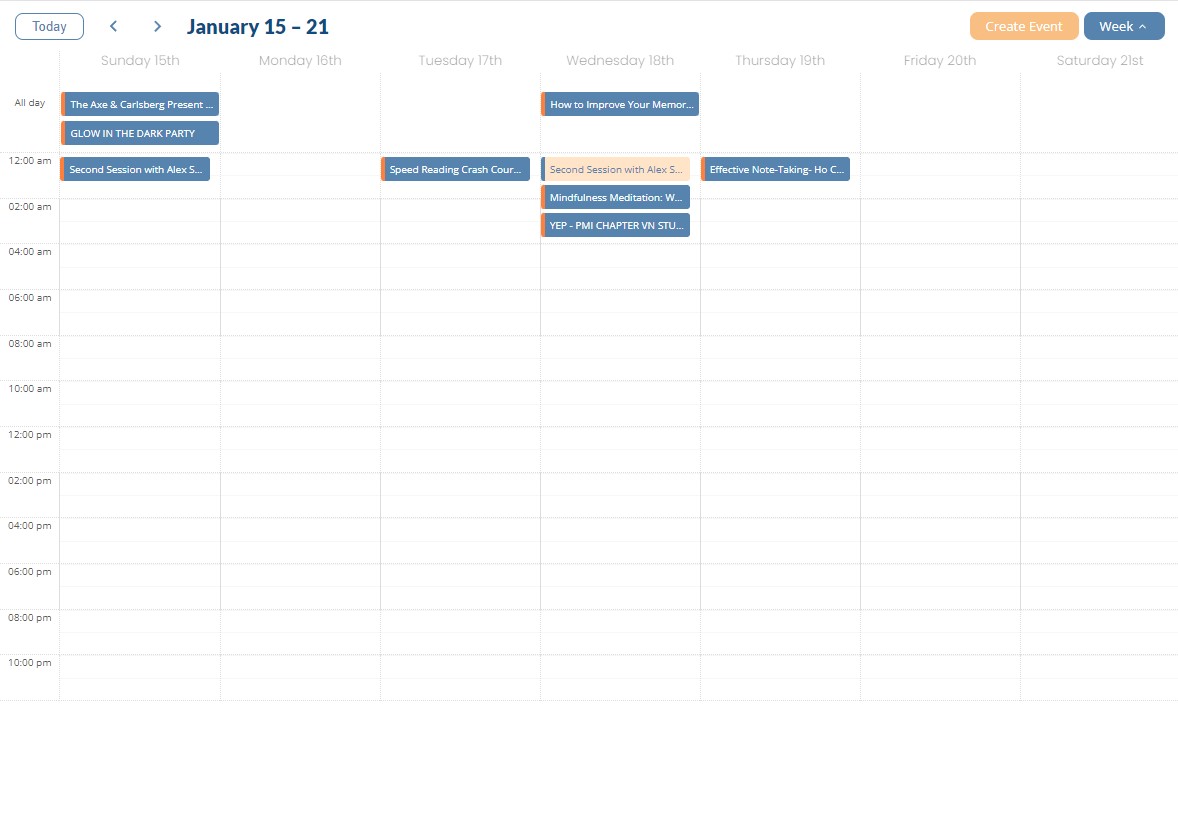 Today
January 15 – 21
Create Event
Week
Sunday 15th
Monday 16th
Tuesday 17th
Wednesday 18th
Thursday 19th
Friday 20th
Saturday 21st
All day
The Axe & Carlsberg Present ...
How to Improve Your Memor...
GLOW IN THE DARK PARTY
12:00 am
Second Session with Alex S...
Speed Reading Crash Cour...
Second Session with Alex S...
Effective Note-Taking- Ho C...
Mindfulness Meditation: W...
02:00 am
YEP - PMI CHAPTER VN STU...
04:00 am
06:00 am
08:00 am
10:00 am
12:00 pm
02:00 pm
04:00 pm
06:00 pm
08:00 pm
10:00 pm